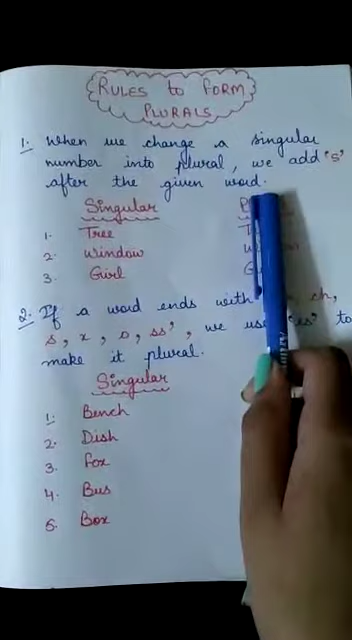 RULES to FORM
PLURALS
1. When we change a singular
number into plural, we add 's'
after the given word.
Singular
1. Tree
2. Window
3. Girl
2. If a word ends with ch,
s, x, o, ss', we use 'es' to
make it plural.
Singular
1. Bench
2. Dish
3. Fox
4. Bus
5. Box